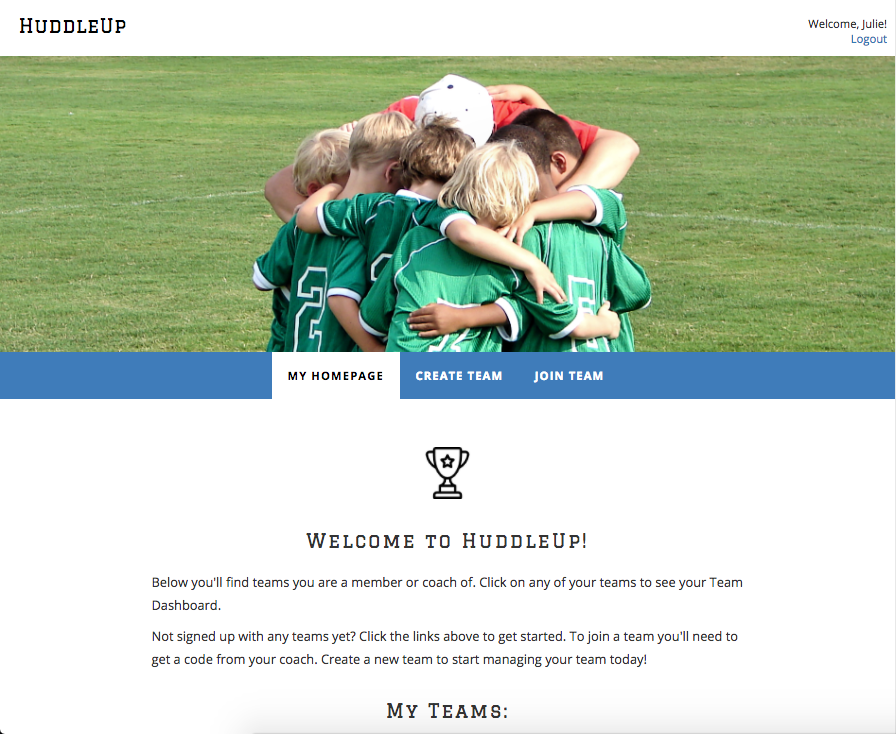 HuddleUp
Welcome, Julie!
Logout
2
MY HOMEPAGE
CREATE TEAM
JOIN TEAM
Welcome to HuddleUp!
Below you'll find teams you are a member or coach of. Click on any of your teams to see your Team
Dashboard.
Not signed up with any teams yet? Click the links above to get started. To join a team you'll need to
get a code from your coach. Create a new team to start managing your team today!
My Teams: